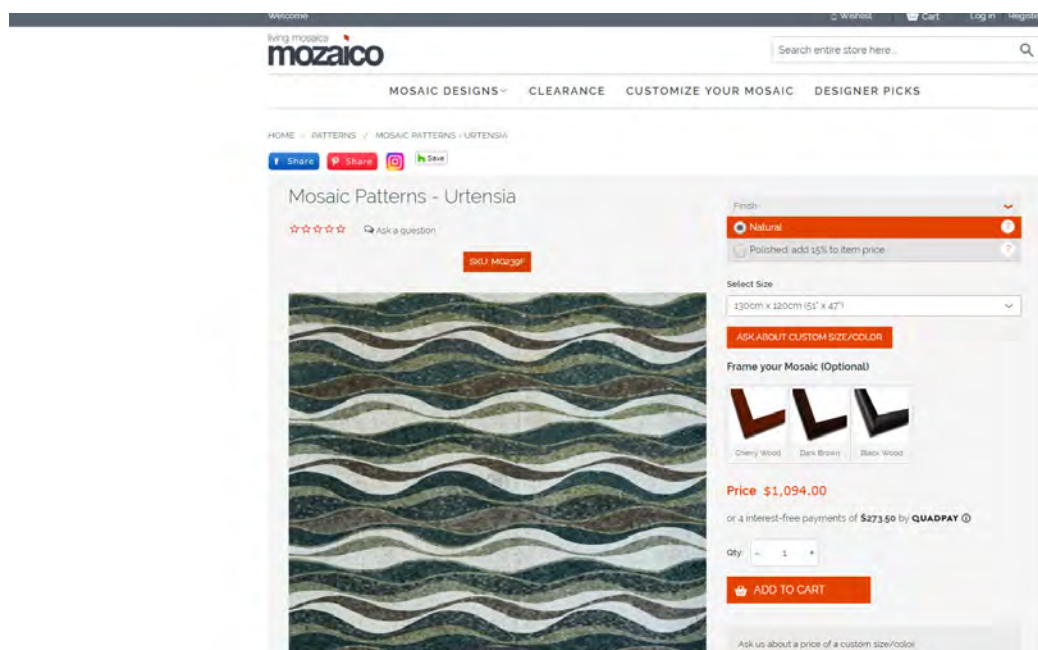 Welcome
Wishlist
Cart
Log in
Register
living mosaics
mozaico
Search entire store here...
MOSAIC DESIGNS
CLEARANCE
CUSTOMIZE YOUR MOSAIC
DESIGNER PICKS
HOME / PATTERNS / MOSAIC PATTERNS - URTENSIA
f Share
Share
Save
Mosaic Patterns - Urtensia
Ask a question
SKU: MG239F
Finish
Natural
?
Polished: add 15% to item price
?
Select Size
130cm x 120cm (51" x 47")
ASK ABOUT CUSTOM SIZE/COLOR
Frame your Mosaic (Optional)
Cherry Wood
Dark Brown
Black Wood
Price $1,094.00
or 4 interest-free payments of $273.50 by QUADPAY ⓘ
Qty: - 1 +
ADD TO CART
Ask us about a price of a custom size/color